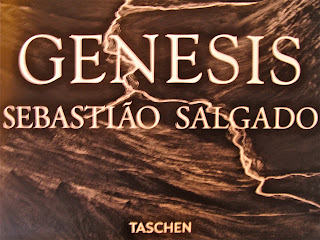 GENESIS
SEBASTIÃO SALGADO
TASCHEN